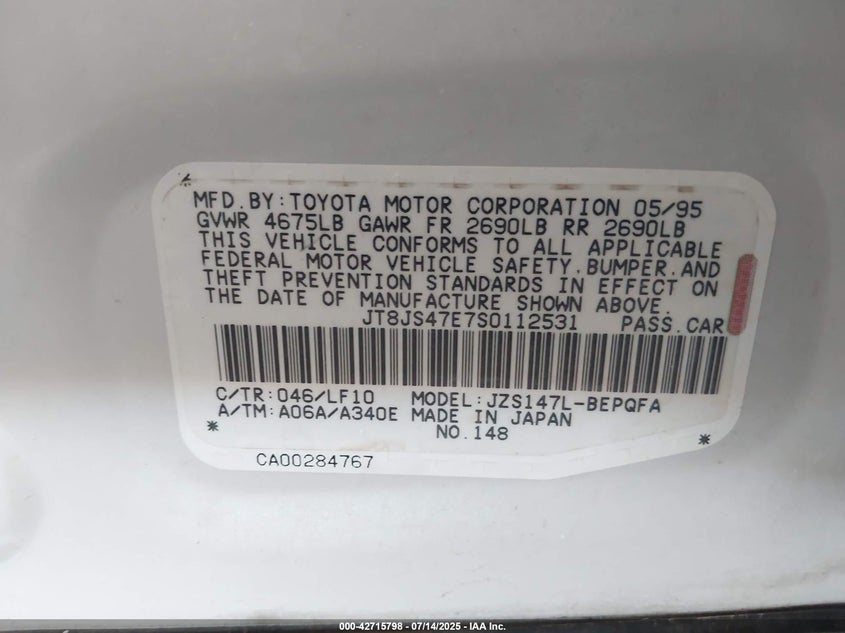 MFD.BY:TOYOTA MOTOR CORPORATION 05/95
GVWR 4675LB GAWR FR 2690LB RR 2690LB
THIS VEHICLE CONFORMS TO ALL APPLICABLE
FEDERAL MOTOR VEHICLE SAFETY,BUMPER,AND
THEFT PREVENTION STANDARDS IN EFFECT ON
THE DATE OF MANUFACTURE SHOWN ABOVE.
JT8JS47E7S0112531 PASS.CAR
C/TR:046/LF10 MODEL:JZS147L-BEPQFA
A/TM:A06A/A340E MADE IN JAPAN
* NO.148 *
CA00284767
000-42715798 - 07/14/2025 - IAA Inc.